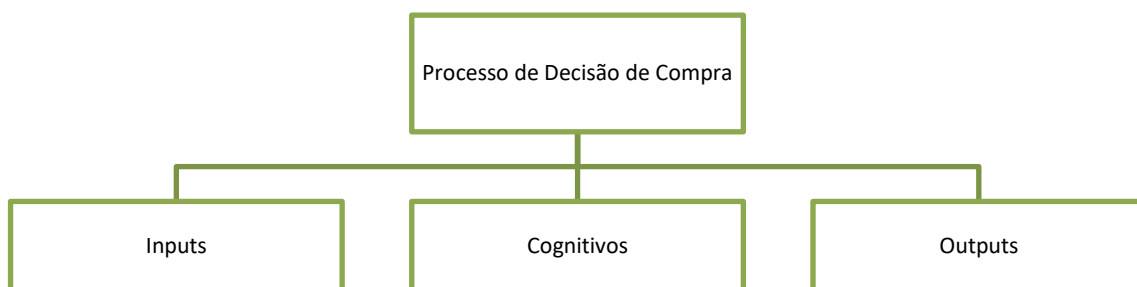 Processo de Decisão de Compra
Inputs
Cognitivos
Outputs